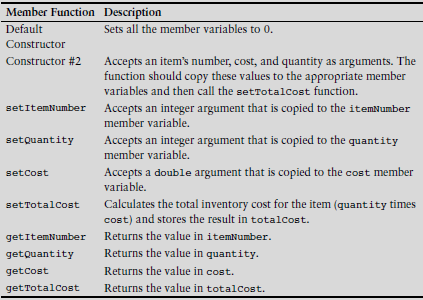 Member Function Description
Default Sets all the member variables to 0.
Constructor
Constructor #2 Accepts an item's number, cost, and quantity as arguments. The
function should copy these values to the appropriate member
variables and then call the setTotalCost function.
setItemNumber Accepts an integer argument that is copied to the itemNumber
member variable.
setQuantity Accepts an integer argument that is copied to the quantity
member variable.
setCost Accepts a double argument that is copied to the cost member
variable.
setTotalCost Calculates the total inventory cost for the item (quantity times
cost) and stores the result in totalCost.
getItemNumber Returns the value in itemNumber.
getQuantity Returns the value in quantity.
getCost Returns the value in cost.
getTotalCost Returns the value in totalCost.